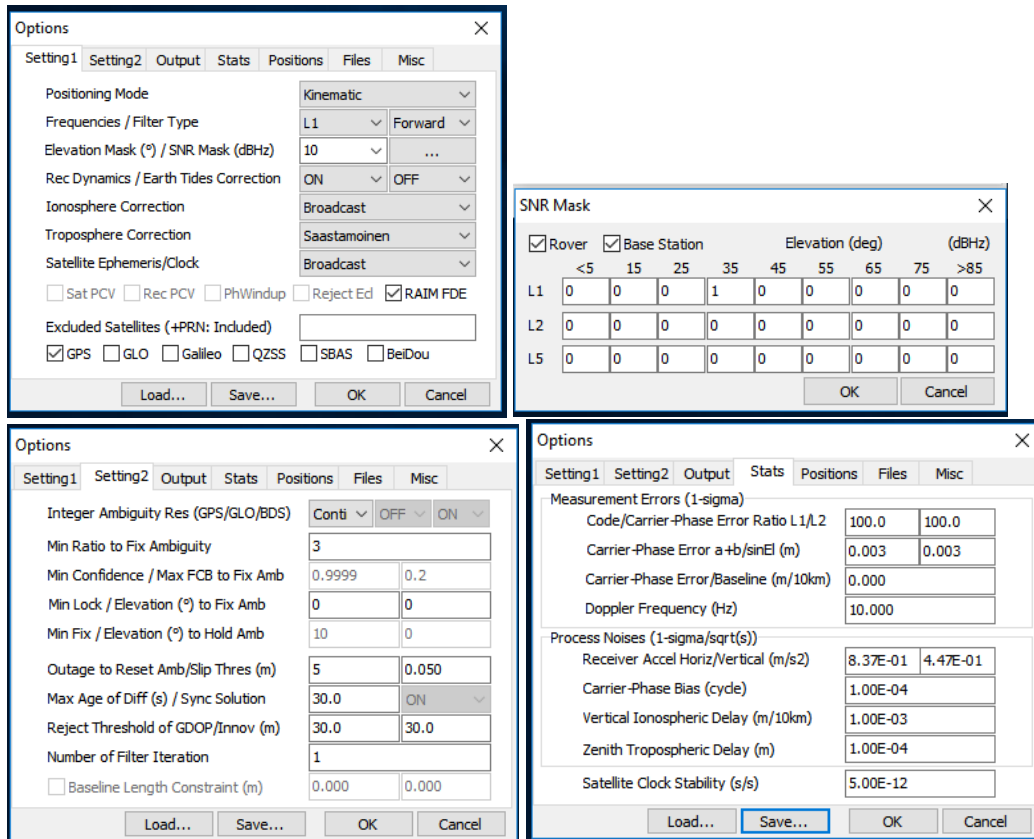 Options
Setting1 Setting2 Output Stats Positions Files Misc
Positioning Mode Kinematic
Frequencies / Filter Type L1 Forward
Elevation Mask (°) / SNR Mask (dBHz) 10 ...
Rec Dynamics / Earth Tides Correction ON OFF
Ionosphere Correction Broadcast
Troposphere Correction Saastamoinen
Satellite Ephemeris/Clock Broadcast
Sat PCV Rec PCV PhWindup Reject Ecl RAIM FDE
Excluded Satellites (+PRN: Included)
GPS GLO Galileo QZSS SBAS BeiDou
Load... Save... OK Cancel
SNR Mask
Rover Base Station Elevation (deg) (dBHz)
<5 15 25 35 45 55 65 75 >85
L1 0 0 0 1 0 0 0 0 0
L2 0 0 0 0 0 0 0 0 0
L5 0 0 0 0 0 0 0 0 0
OK Cancel
Options
Setting1 Setting2 Output Stats Positions Files Misc
Integer Ambiguity Res (GPS/GLO/BDS) Conti OFF ON
Min Ratio to Fix Ambiguity 3
Min Confidence / Max FCB to Fix Amb 0.9999 0.2
Min Lock / Elevation (°) to Fix Amb 0 0
Min Fix / Elevation (°) to Hold Amb 10 0
Outage to Reset Amb/Slip Thres (m) 5 0.050
Max Age of Diff (s) / Sync Solution 30.0 ON
Reject Threshold of GDOP/Innov (m) 30.0 30.0
Number of Filter Iteration 1
Baseline Length Constraint (m) 0.000 0.000
Load... Save... OK Cancel
Options
Setting1 Setting2 Output Stats Positions Files Misc
Measurement Errors (1-sigma)
Code/Carrier-Phase Error Ratio L1/L2 100.0 100.0
Carrier-Phase Error a+b/sinEl (m) 0.003 0.003
Carrier-Phase Error/Baseline (m/10km) 0.000
Doppler Frequency (Hz) 10.000
Process Noises (1-sigma/sqrt(s))
Receiver Accel Horiz/Vertical (m/s2) 8.37E-01 4.47E-01
Carrier-Phase Bias (cycle) 1.00E-04
Vertical Ionospheric Delay (m/10km) 1.00E-03
Zenith Tropospheric Delay (m) 1.00E-04
Satellite Clock Stability (s/s) 5.00E-12
Load... Save... OK Cancel